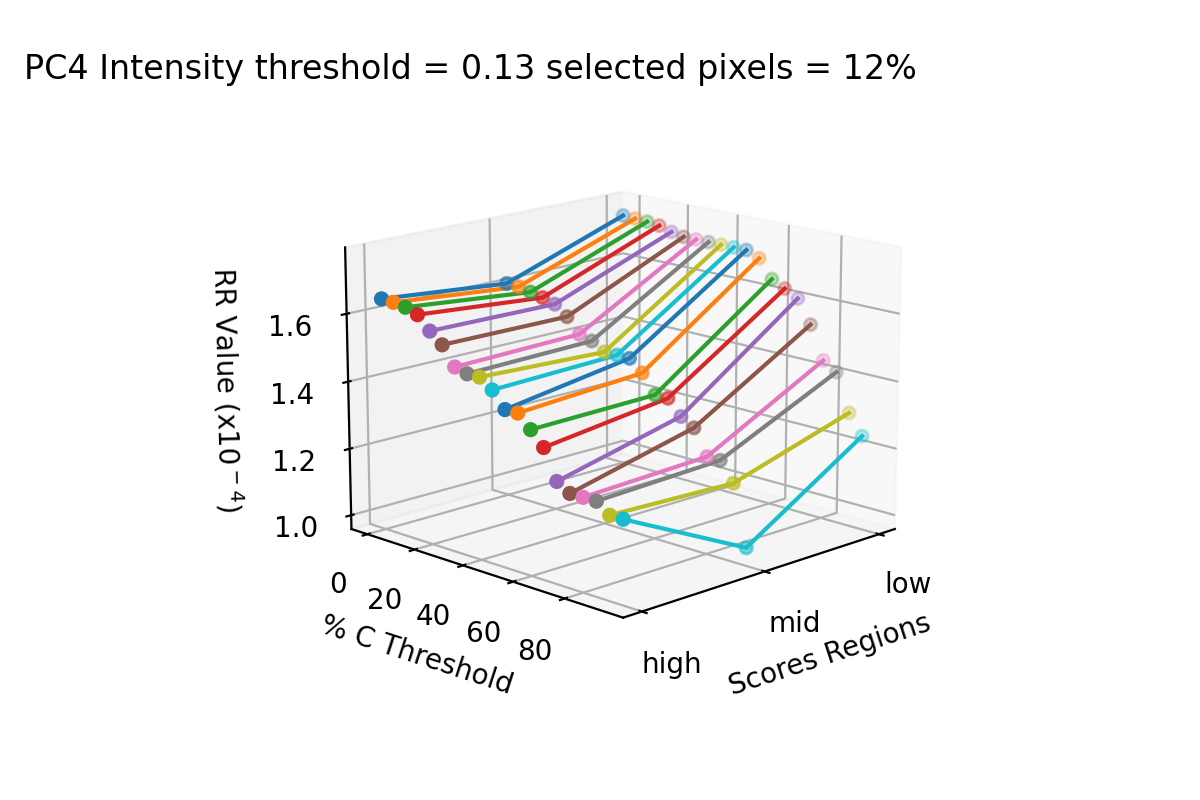 PC4 Intensity threshold = 0.13 selected pixels = 12%
RR Value (x10⁻⁴)
1.6
1.4
1.2
1.0
0
20
40
60
80
% C Threshold
high
mid
low
Scores Regions